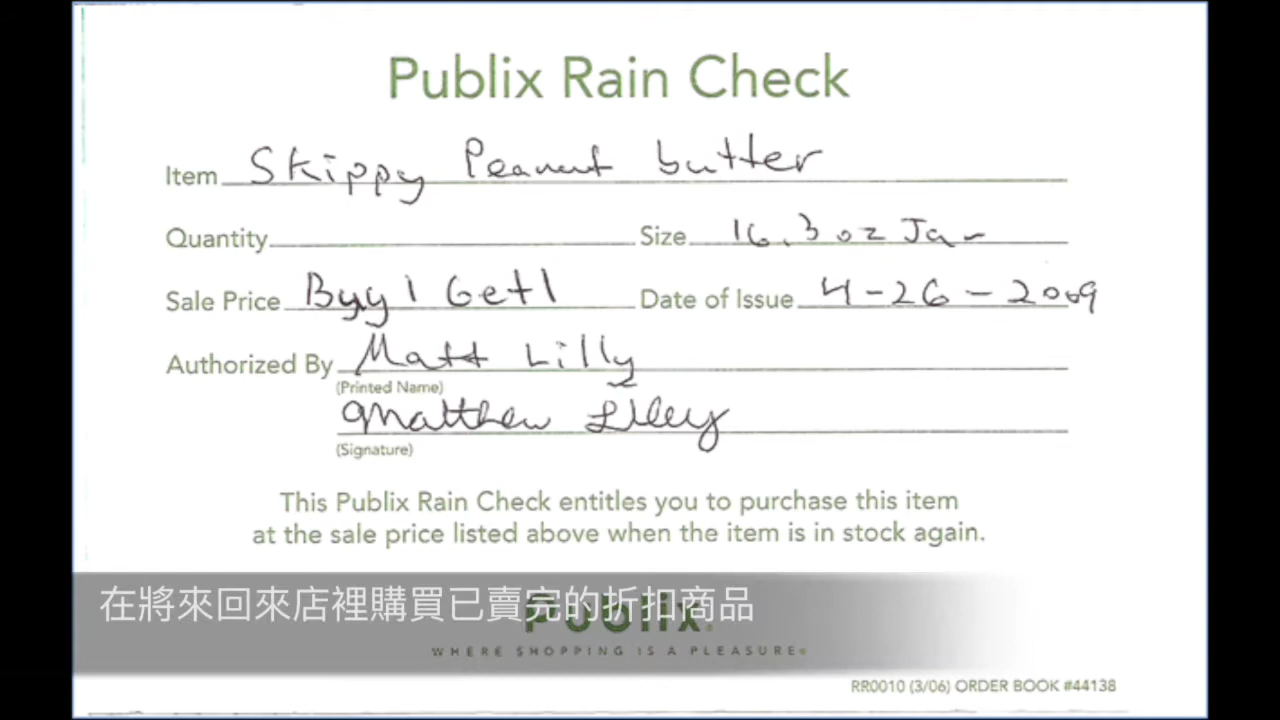 Publix Rain Check
Item Skippy Peanut butter
Quantity Size 16.3 oz Jar
Sale Price Buy 1 Get 1 Date of Issue 4-26-2009
Authorized By Matt Lilly
(Printed Name)
Matthew Lilley
(Signature)
This Publix Rain Check entitles you to purchase this item
at the sale price listed above when the item is in stock again.
在將來回來店裡購買已賣完的折扣商品
Publix.
WHERE SHOPPING IS A PLEASURE®
RR0010 (3/06) ORDER BOOK #44138